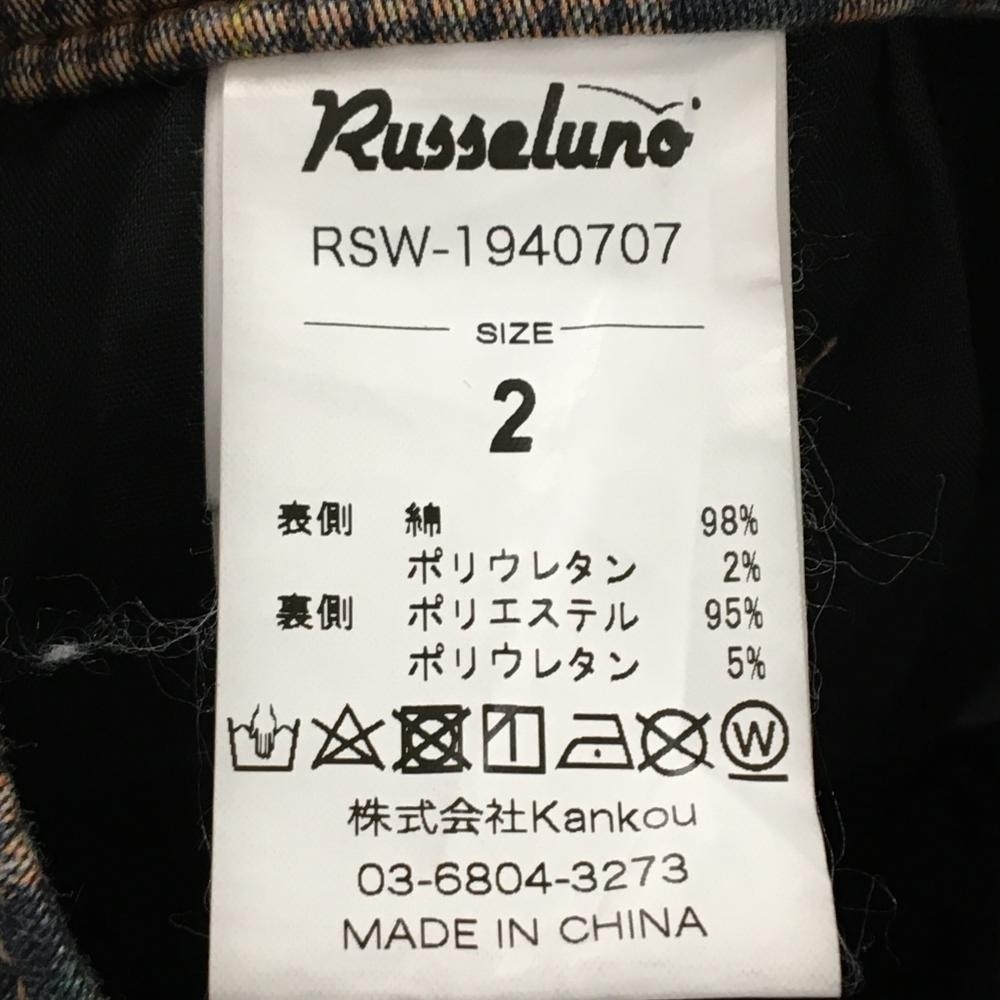 Russeluno
RSW-1940707
SIZE
2
表側 綿 98%
ポリウレタン 2%
裏側 ポリエステル 95%
ポリウレタン 5%
W
株式会社Kankou
03-6804-3273
MADE IN CHINA